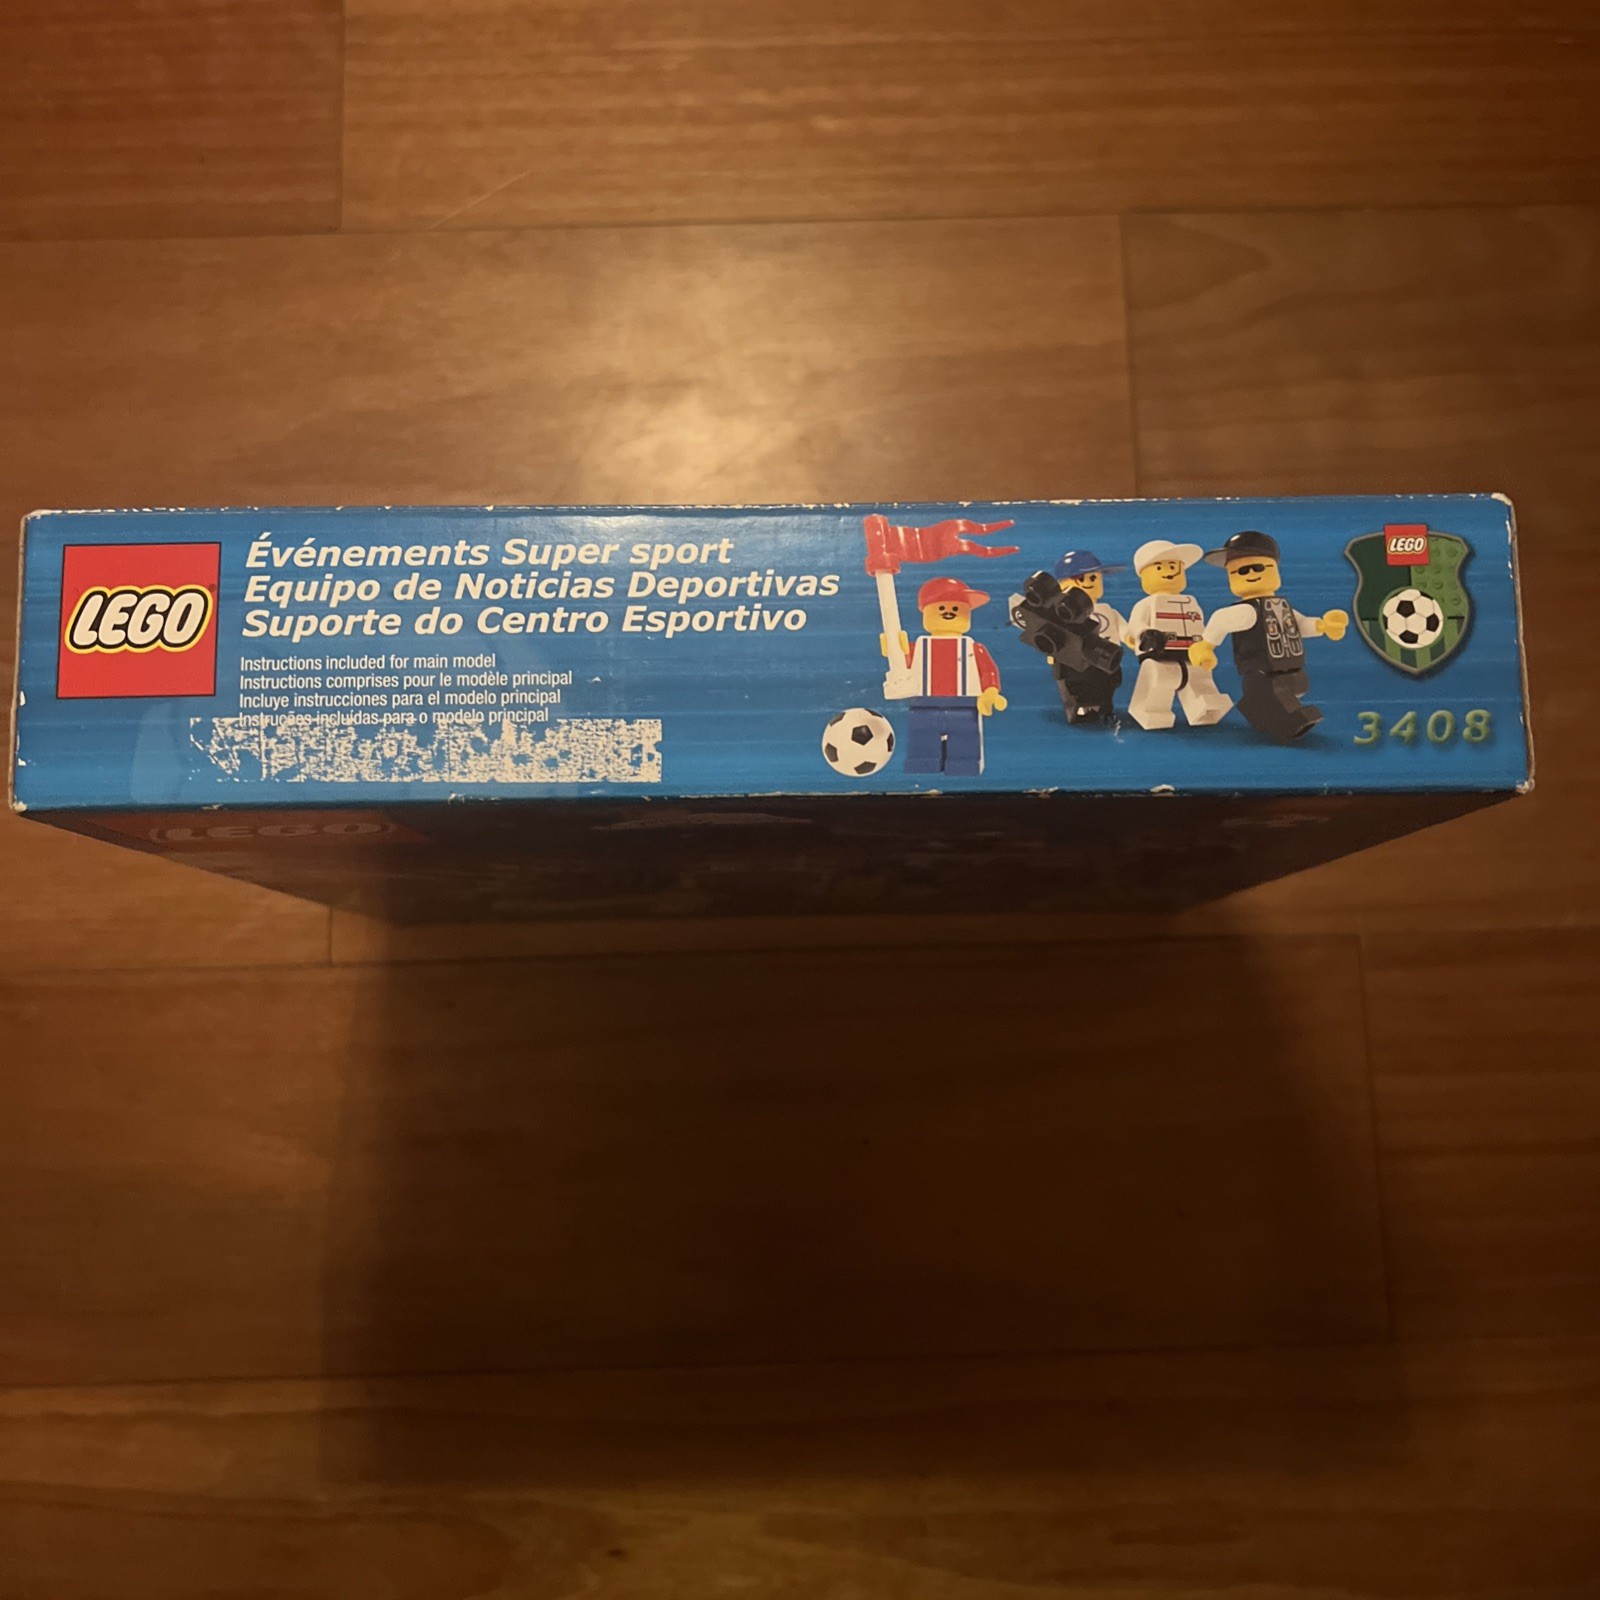 LEGO
Événements Super sport
Equipo de Noticias Deportivas
Suporte do Centro Esportivo
Instructions included for main model
Instructions comprises pour le modèle principal
Incluye instrucciones para el modelo principal
Instruções incluídas para o modelo principal
LEGO
3408
LEGO